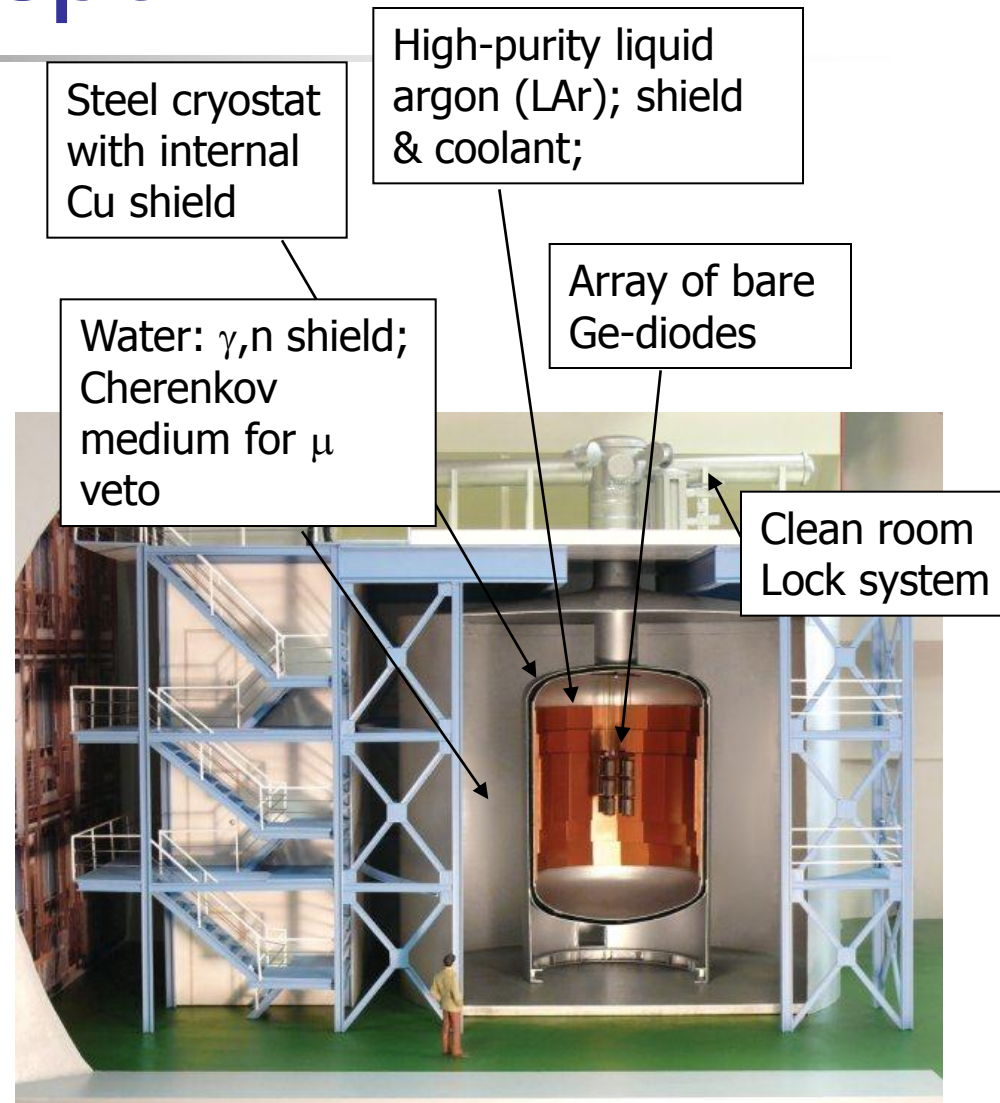 High-purity liquid
argon (LAr); shield
& coolant;
Steel cryostat
with internal
Cu shield
Array of bare
Ge-diodes
Water: γ,n shield;
Cherenkov
medium for μ
veto
Clean room
Lock system